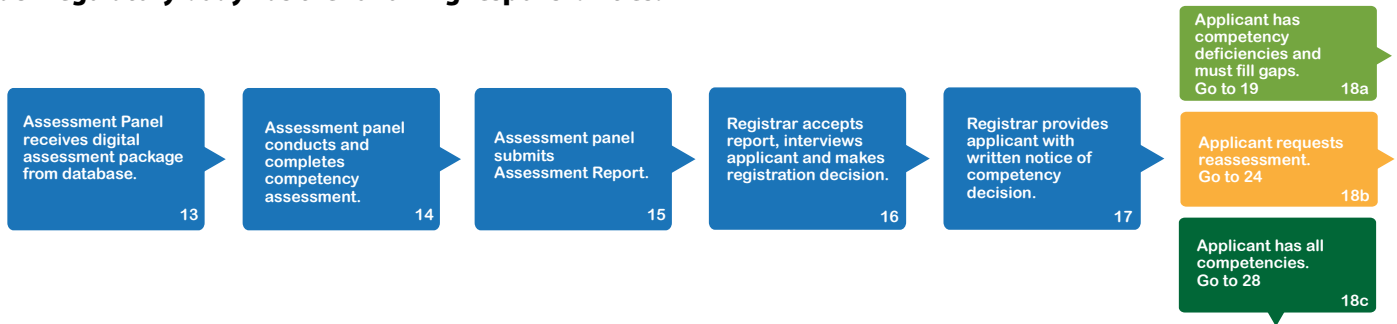 Assessment Panel
receives digital
assessment package
from database.
13
Assessment panel
conducts and
completes
competency
assessment.
14
Assessment panel
submits
Assessment Report.
15
Registrar accepts
report, interviews
applicant and makes
registration decision.
16
Registrar provides
applicant with
written notice of
competency
decision.
17
Applicant has
competency
deficiencies and
must fill gaps.
Go to 19
18a
Applicant requests
reassessment.
Go to 24
18b
Applicant has all
competencies.
Go to 28
18c